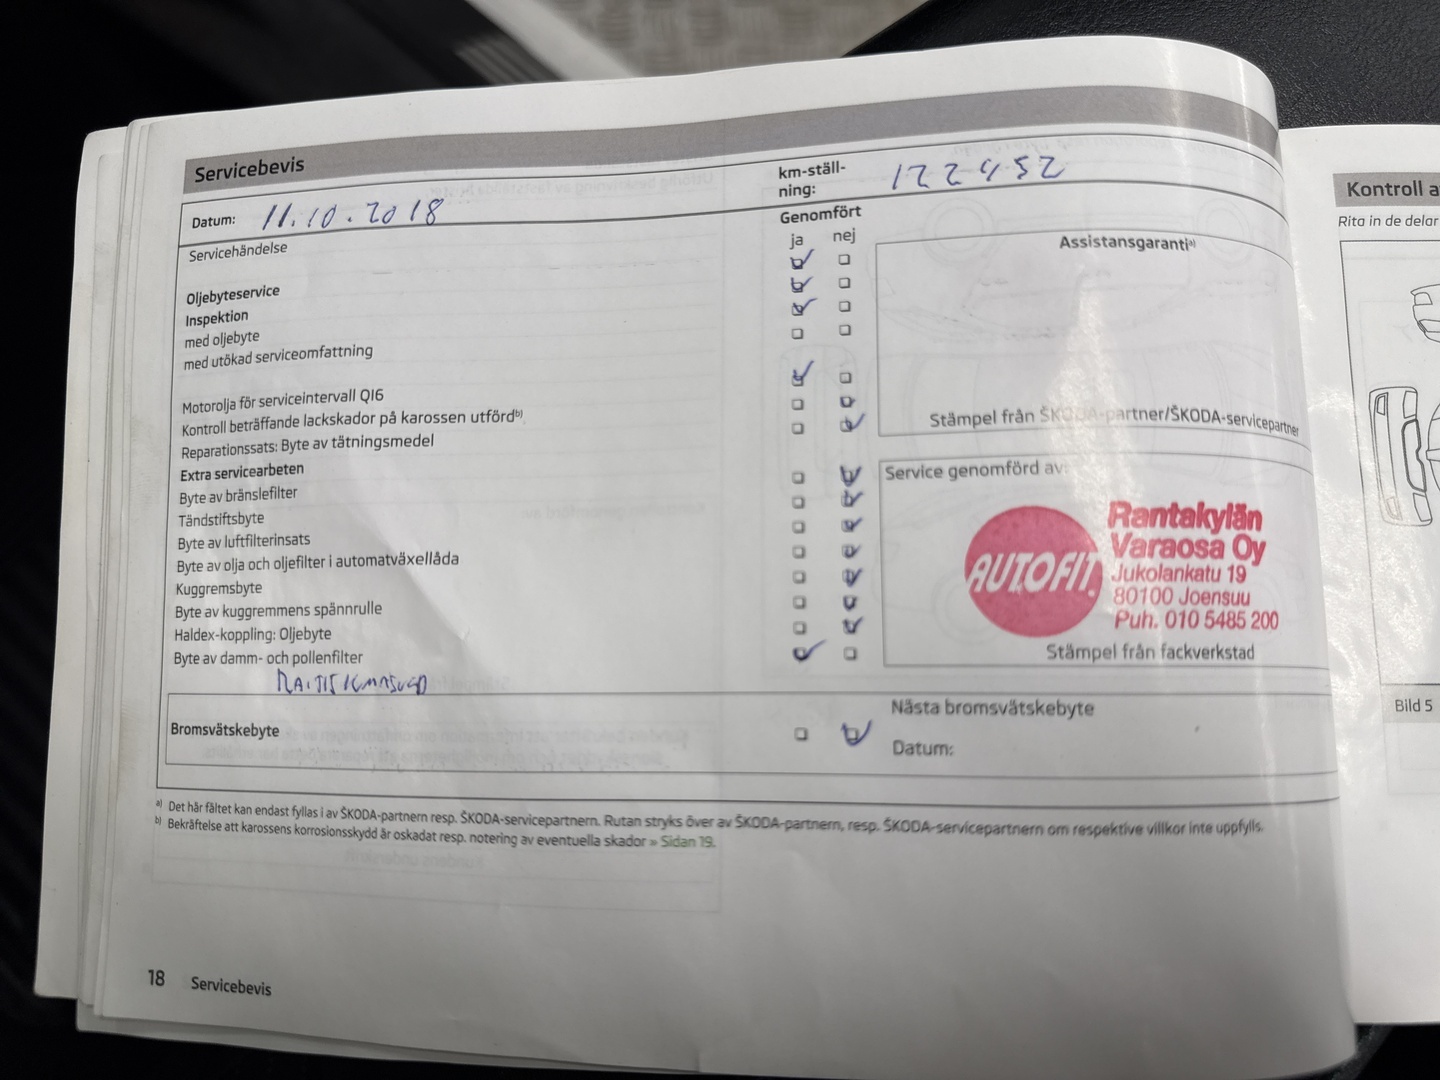 Servicebevis
Datum: 11.10.2018
km-ställ-
ning: 122452
Servicehändelse
Genomfört
ja nej
Oljebyteservice
Inspektion
med oljebyte
med utökad serviceomfattning
Motorolja för serviceintervall QI6
Kontroll beträffande lackskador på karossen utförd b)
Reparationssats: Byte av tätningsmedel
Extra servicearbeten
Byte av bränslefilter
Tändstiftsbyte
Byte av luftfilterinsats
Byte av olja och oljefilter i automatväxellåda
Kuggremsbyte
Byte av kuggremmens spännrulle
Haldex-koppling: Oljebyte
Byte av damm- och pollenfilter
Assistansgaranti a)
Stämpel från ŠKODA-partner/ŠKODA-servicepartner
Service genomförd av:
AUTOFIT.
Rantakylän
Varaosa Oy
Jukolankatu 19
80100 Joensuu
Puh. 010 5485 200
Stämpel från fackverkstad
Bromsvätskebyte
Nästa bromsvätskebyte
Datum:
a) Det här fältet kan endast fyllas i av ŠKODA-partnern resp. ŠKODA-servicepartnern. Rutan stryks över av ŠKODA-partnern, resp. ŠKODA-servicepartnern om respektive villkor inte uppfylls.
b) Bekräftelse att karossens korrosionsskydd är oskadat resp. notering av eventuella skador » Sidan 19.
18 Servicebevis
Kontroll a
Rita in de delar
Bild 5